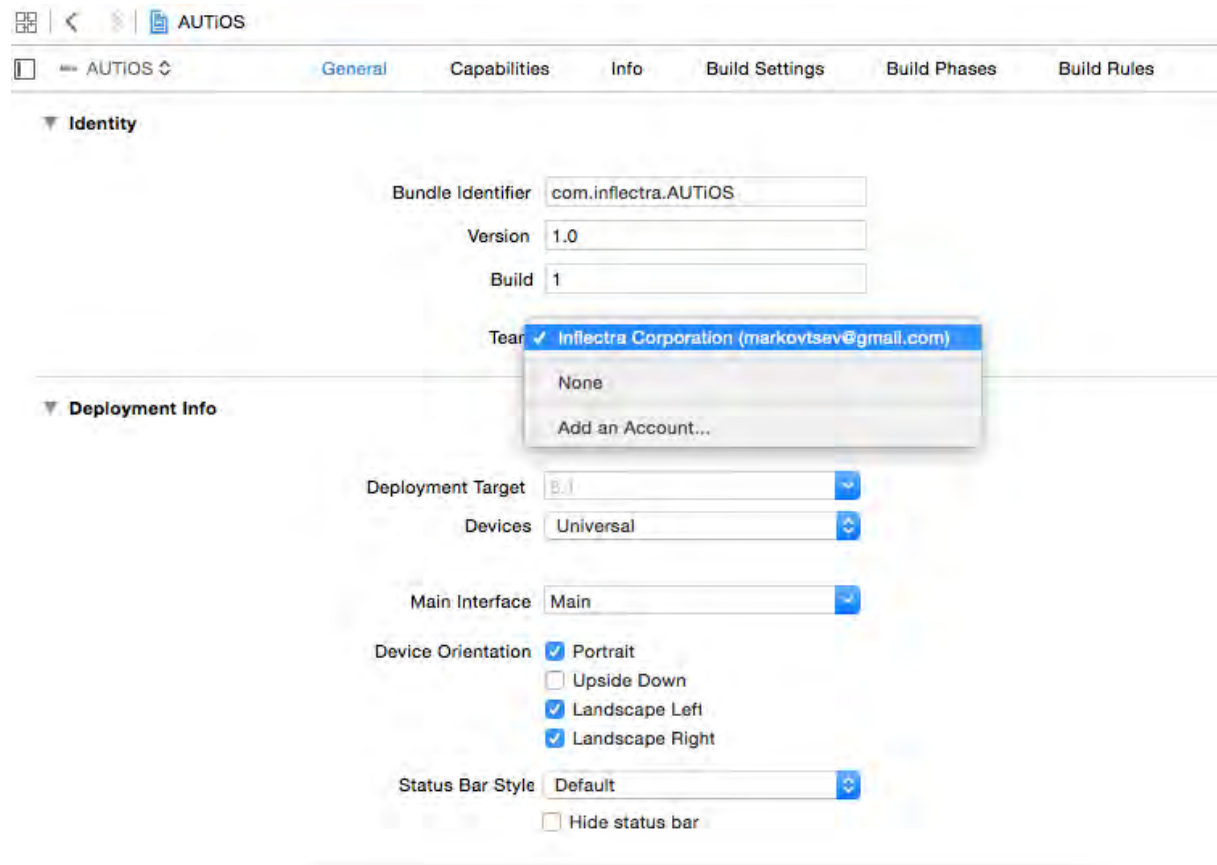 AUTiOS
AUTiOS General Capabilities Info Build Settings Build Phases Build Rules
Identity
Bundle Identifier com.inflectra.AUTiOS
Version 1.0
Build 1
Inflectra Corporation (markovtsev@gmail.com)
None
Deployment Info
Add an Account...
Deployment Target 8.1
Devices Universal
Main Interface Main
Device Orientation Portrait
Upside Down
Landscape Left
Landscape Right
Status Bar Style Default
Hide status bar